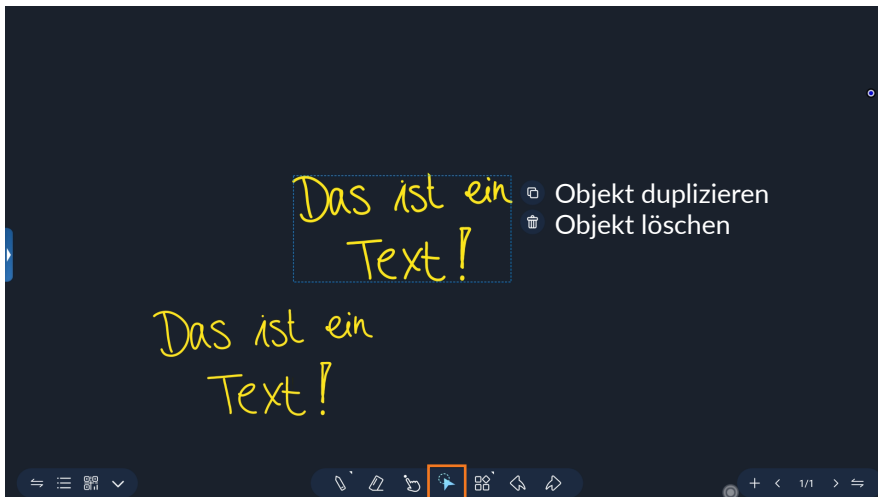 Das ist ein
Text!
Objekt duplizieren
Objekt löschen
Das ist ein
Text!
1/1